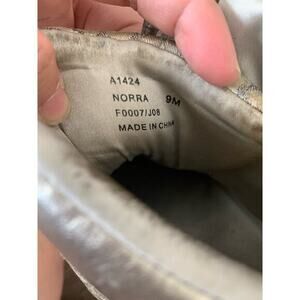 A1424
NORRA 9M
F0007/J08
MADE IN CHINA